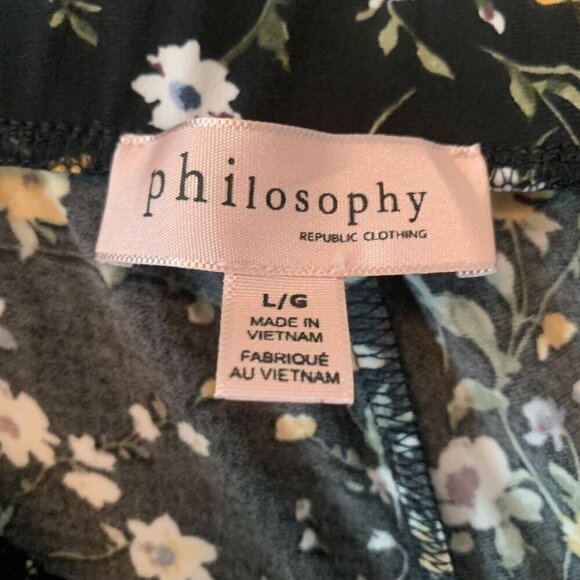 philosophy
REPUBLIC CLOTHING
L/G
MADE IN
VIETNAM
FABRIQUÉ
AU VIETNAM